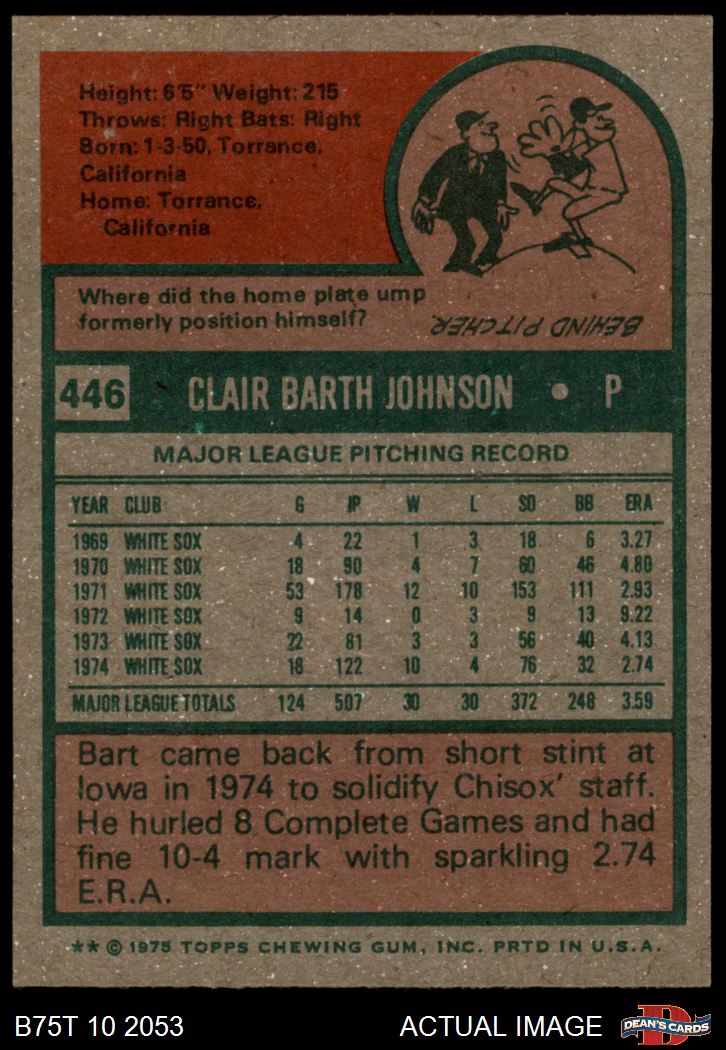 Height: 6'5" Weight: 215
Throws: Right Bats: Right
Born: 1-3-50, Torrance,
California
Home: Torrance,
California
Where did the home plate ump
formerly position himself?
BEHIND PITCHER.
446 CLAIR BARTH JOHNSON • P
MAJOR LEAGUE PITCHING RECORD
YEAR CLUB G IP W L SO BB ERA
1969 WHITE SOX 4 22 1 3 18 6 3.27
1970 WHITE SOX 18 90 4 7 60 46 4.80
1971 WHITE SOX 53 178 12 10 153 111 2.93
1972 WHITE SOX 9 14 0 3 9 13 9.22
1973 WHITE SOX 22 81 3 3 56 40 4.13
1974 WHITE SOX 18 122 10 4 76 32 2.74
MAJOR LEAGUE TOTALS 124 507 30 30 372 248 3.59
Bart came back from short stint at
Iowa in 1974 to solidify Chisox' staff.
He hurled 8 Complete Games and had
fine 10-4 mark with sparkling 2.74
E.R.A.
** © 1975 TOPPS CHEWING GUM, INC. PRTD IN U.S.A.
B75T 10 2053 ACTUAL IMAGE D DEAN'S CARDS